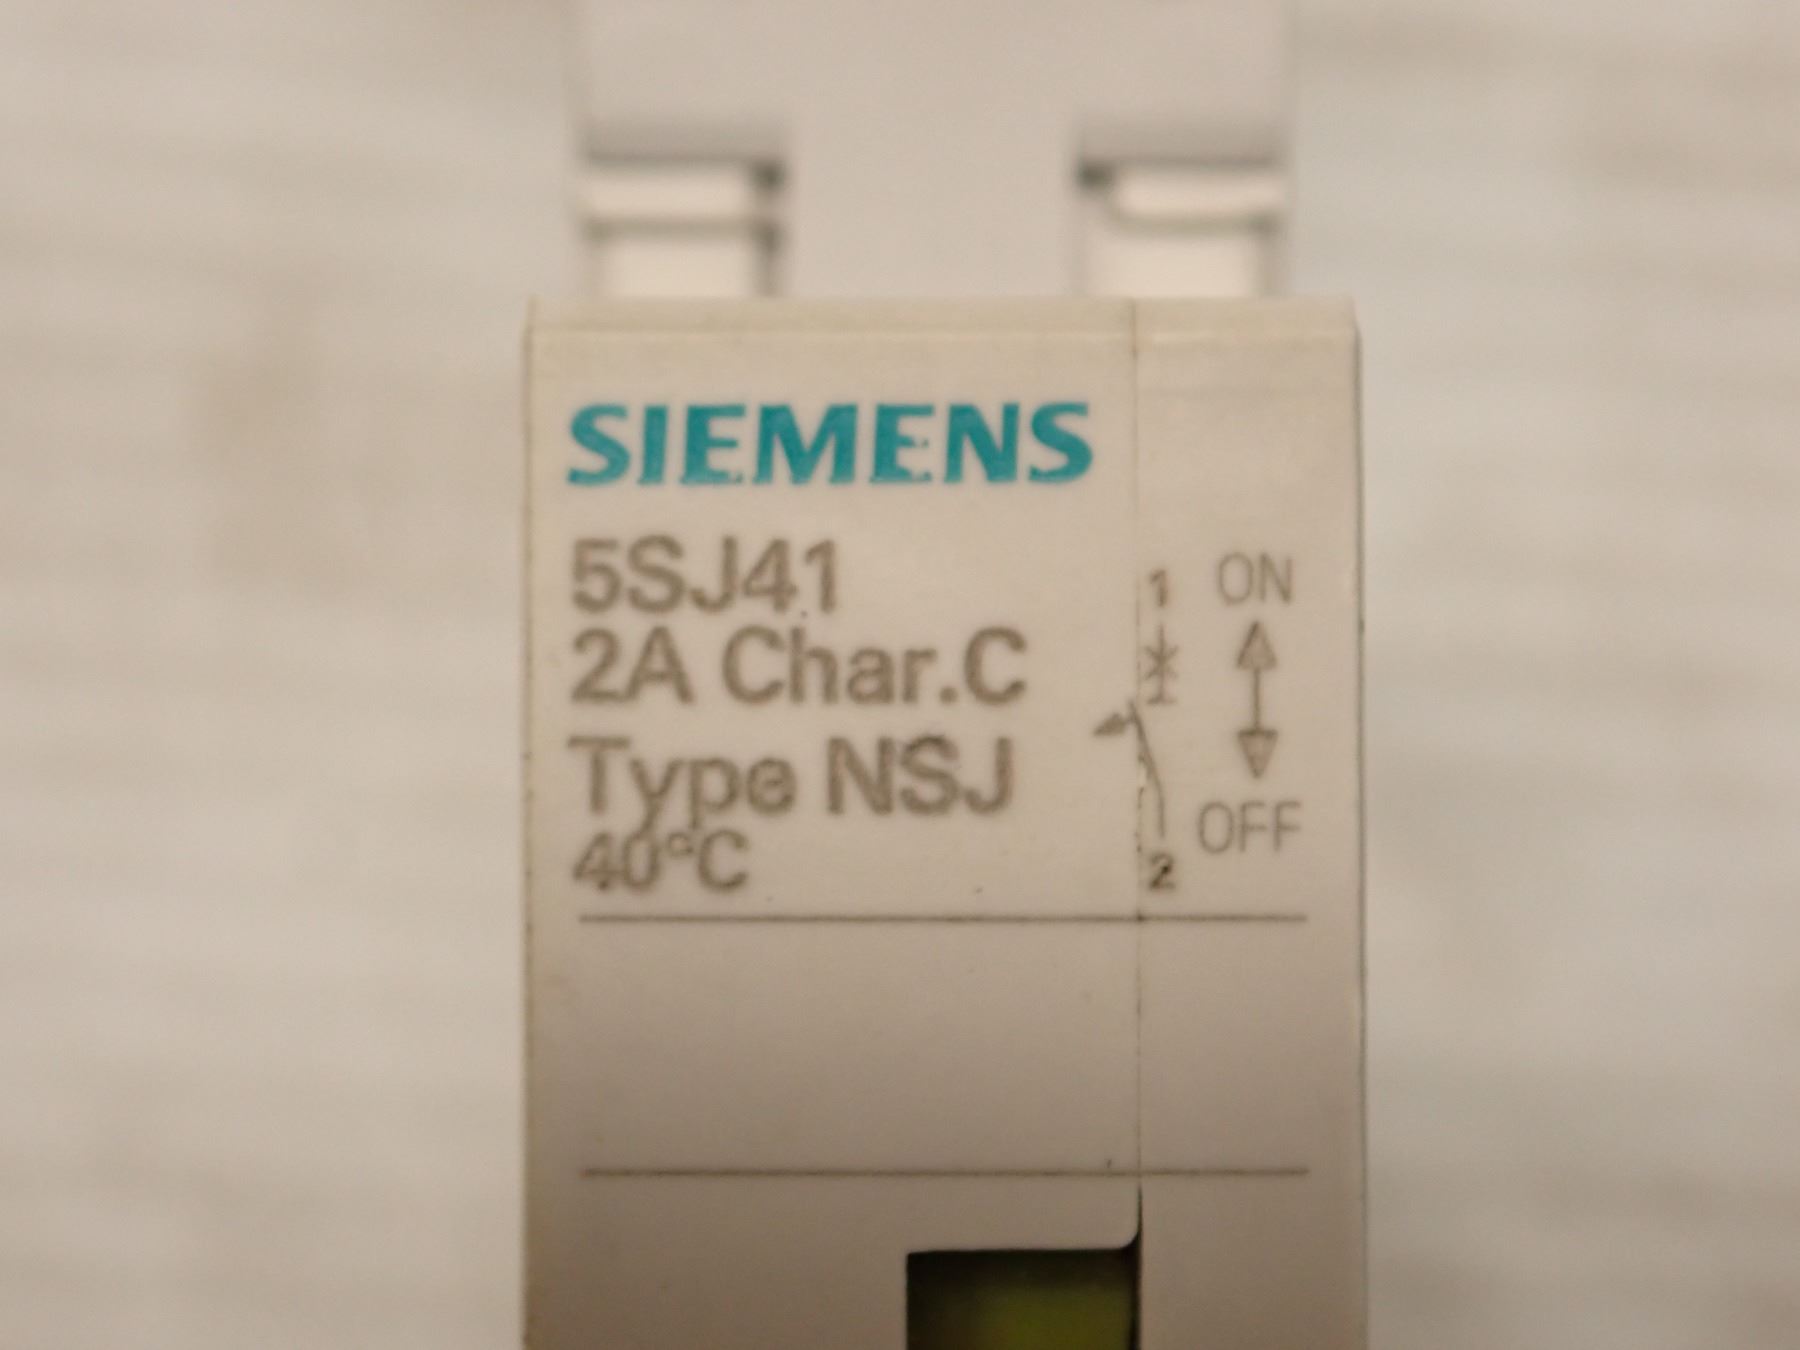 SIEMENS
5SJ41
2A Char.C
Type NSJ
40°C
1 ON
OFF
2